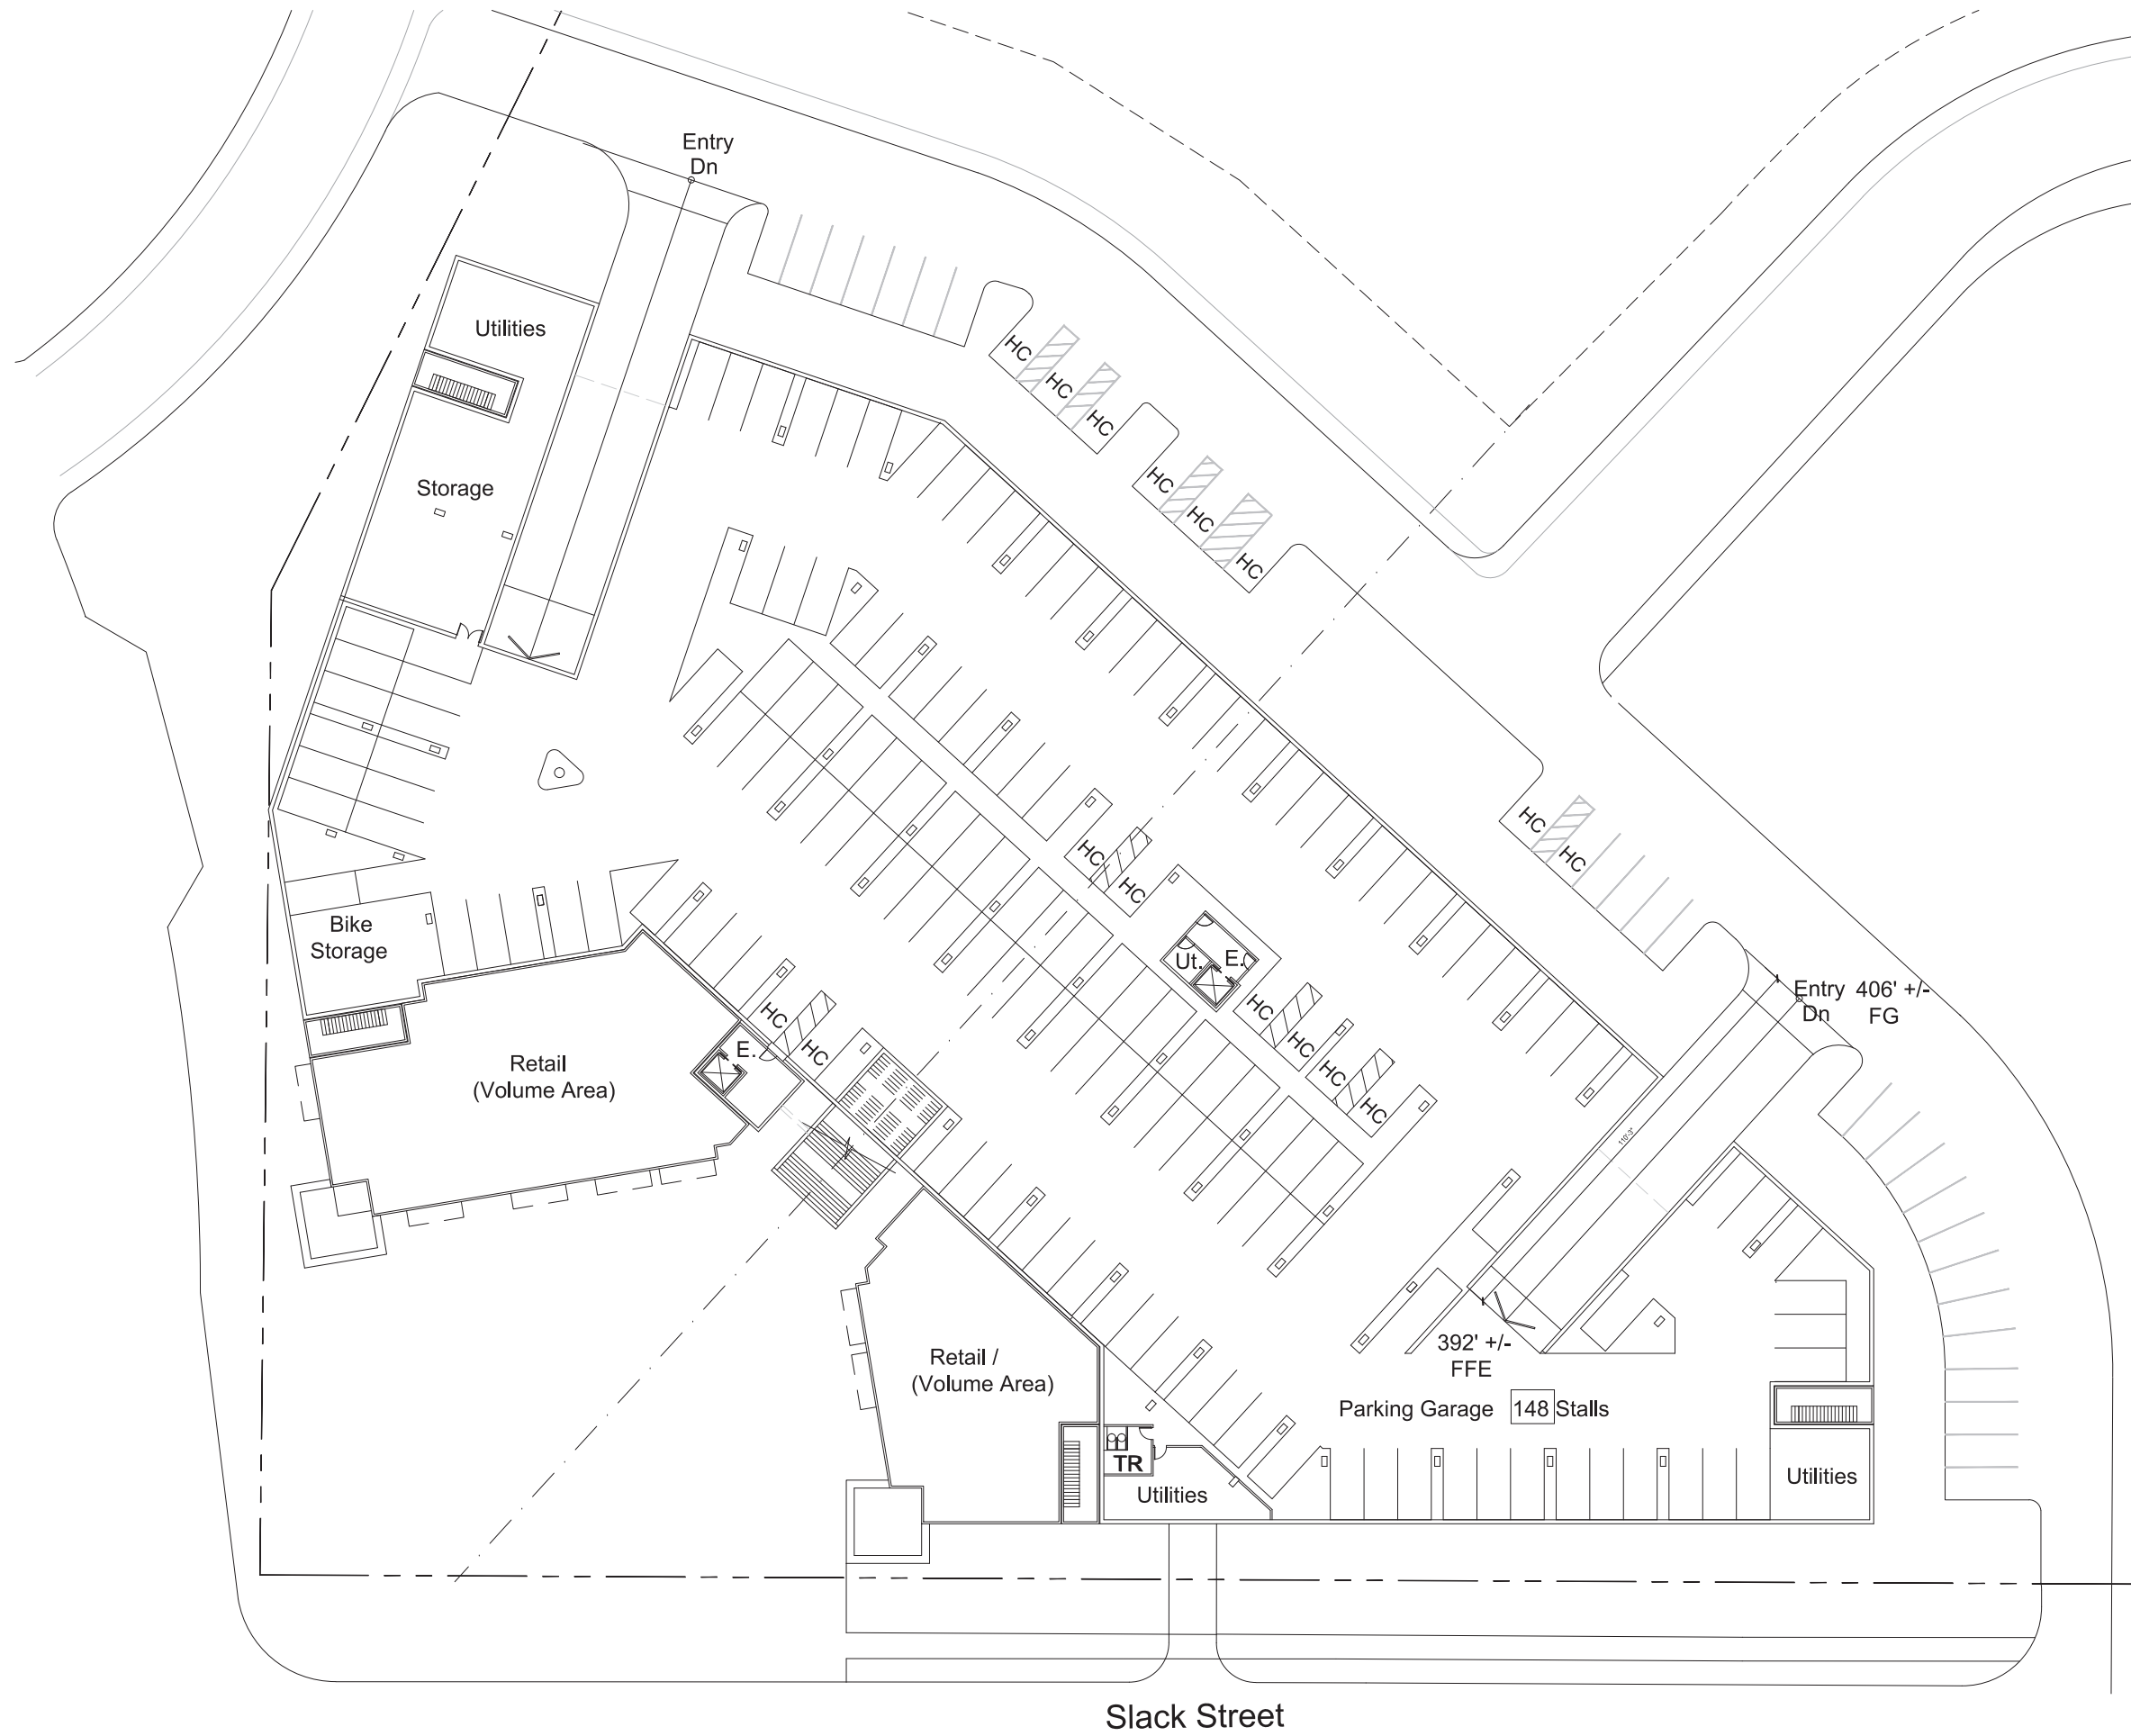 Entry
Dn
Utilities
HC
HC
HC
Storage
HC
HC
HC
HC
HC
HC
HC
Bike
Storage
Ut.
E.
Entry
Dn
406' +/-
FG
HC
HC
HC
HC
HC
HC
E.
Retail
(Volume Area)
110'-3"
392' +/-
FFE
Retail /
(Volume Area)
Parking Garage 148 Stalls
TR
Utilities
Utilities
Slack Street